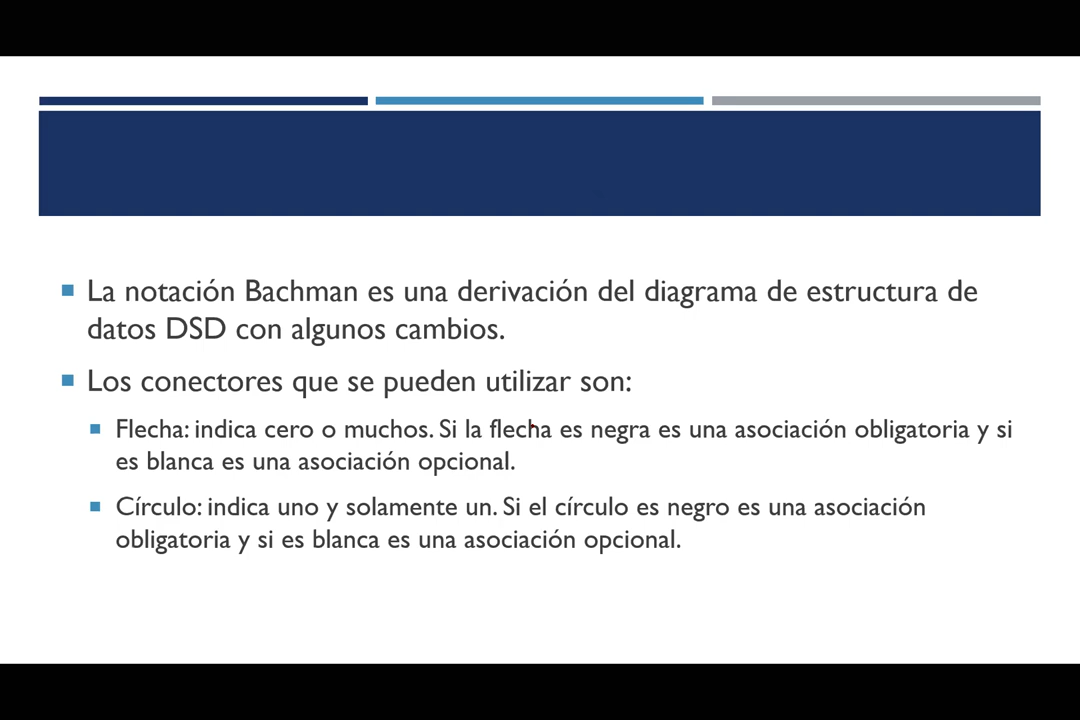 La notación Bachman es una derivación del diagrama de estructura de
datos DSD con algunos cambios.
Los conectores que se pueden utilizar son:
Flecha: indica cero o muchos. Si la flecha es negra es una asociación obligatoria y si
es blanca es una asociación opcional.
Círculo: indica uno y solamente un. Si el círculo es negro es una asociación
obligatoria y si es blanca es una asociación opcional.